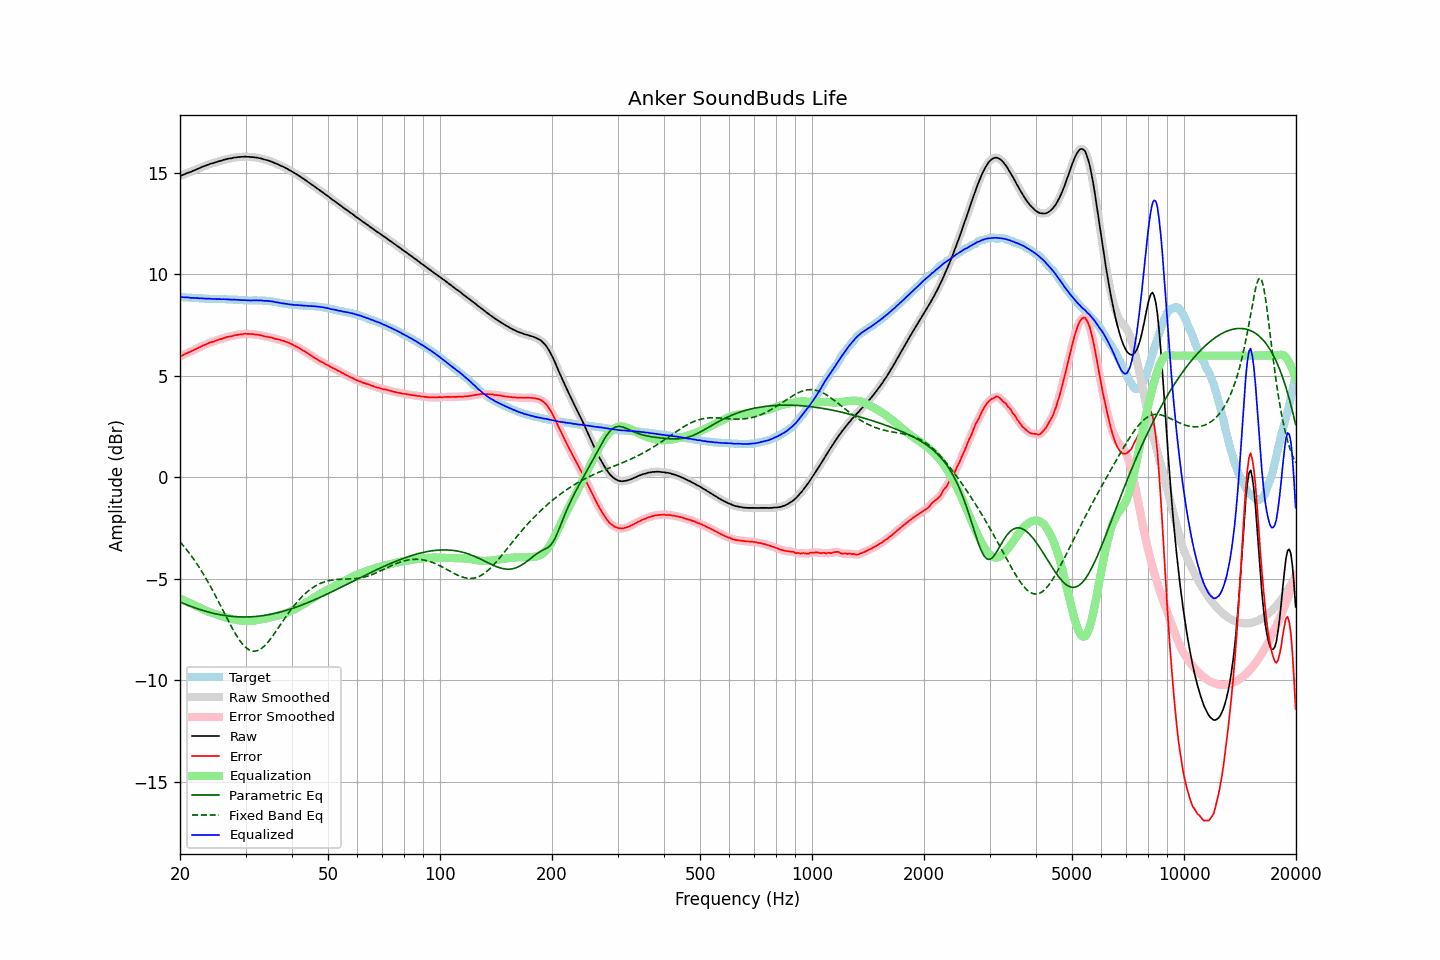 Anker SoundBuds Life
Amplitude (dBr)
15
10
5
0
−5
−10
−15
Target
Raw Smoothed
Error Smoothed
Raw
Error
Equalization
Parametric Eq
Fixed Band Eq
Equalized
20 50 100 200 500 1000 2000 5000 10000 20000
Frequency (Hz)